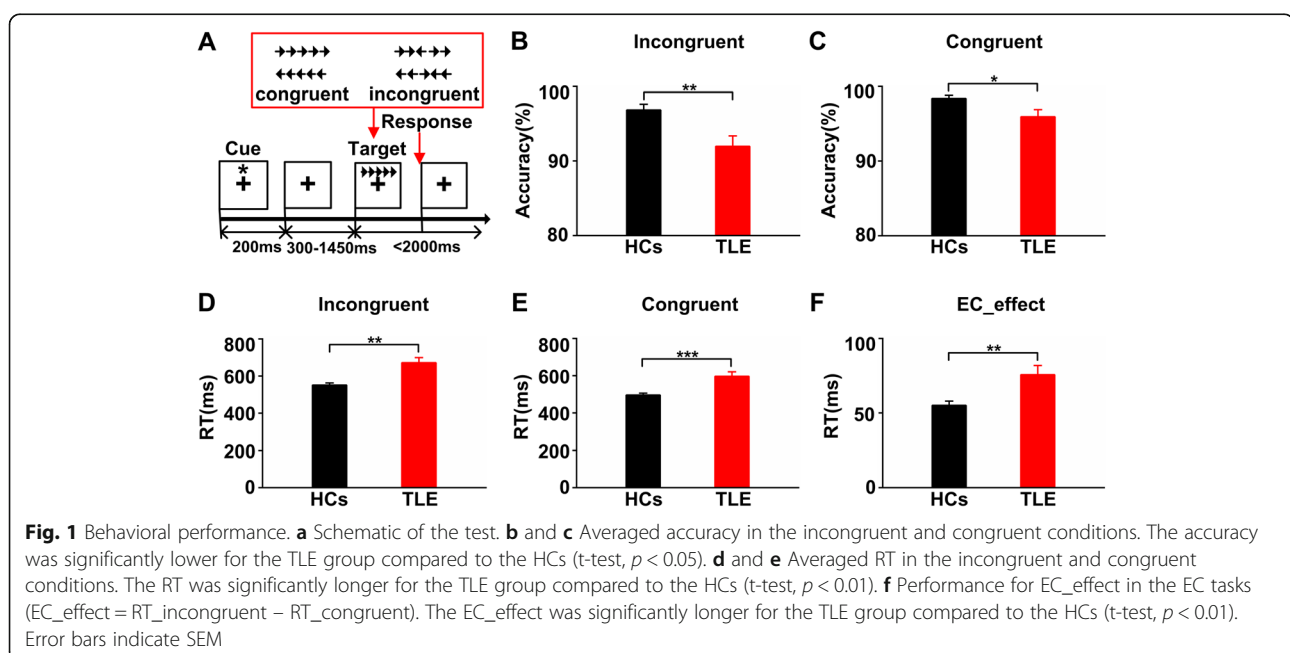 A
congruent
incongruent
Response
Cue
Target
*
+
+
+
+
200ms
300-1450ms
<2000ms
B
Incongruent
**
Accuracy(%)
100
90
80
HCs
TLE
C
Congruent
*
Accuracy(%)
100
90
80
HCs
TLE
D
Incongruent
**
RT(ms)
800
600
400
200
0
HCs
TLE
E
Congruent
***
RT(ms)
800
600
400
200
0
HCs
TLE
F
EC_effect
**
RT(ms)
100
50
0
HCs
TLE
Fig. 1 Behavioral performance. a Schematic of the test. b and c Averaged accuracy in the incongruent and congruent conditions. The accuracy
was significantly lower for the TLE group compared to the HCs (t-test, p < 0.05). d and e Averaged RT in the incongruent and congruent
conditions. The RT was significantly longer for the TLE group compared to the HCs (t-test, p < 0.01). f Performance for EC_effect in the EC tasks
(EC_effect = RT_incongruent – RT_congruent). The EC_effect was significantly longer for the TLE group compared to the HCs (t-test, p < 0.01).
Error bars indicate SEM